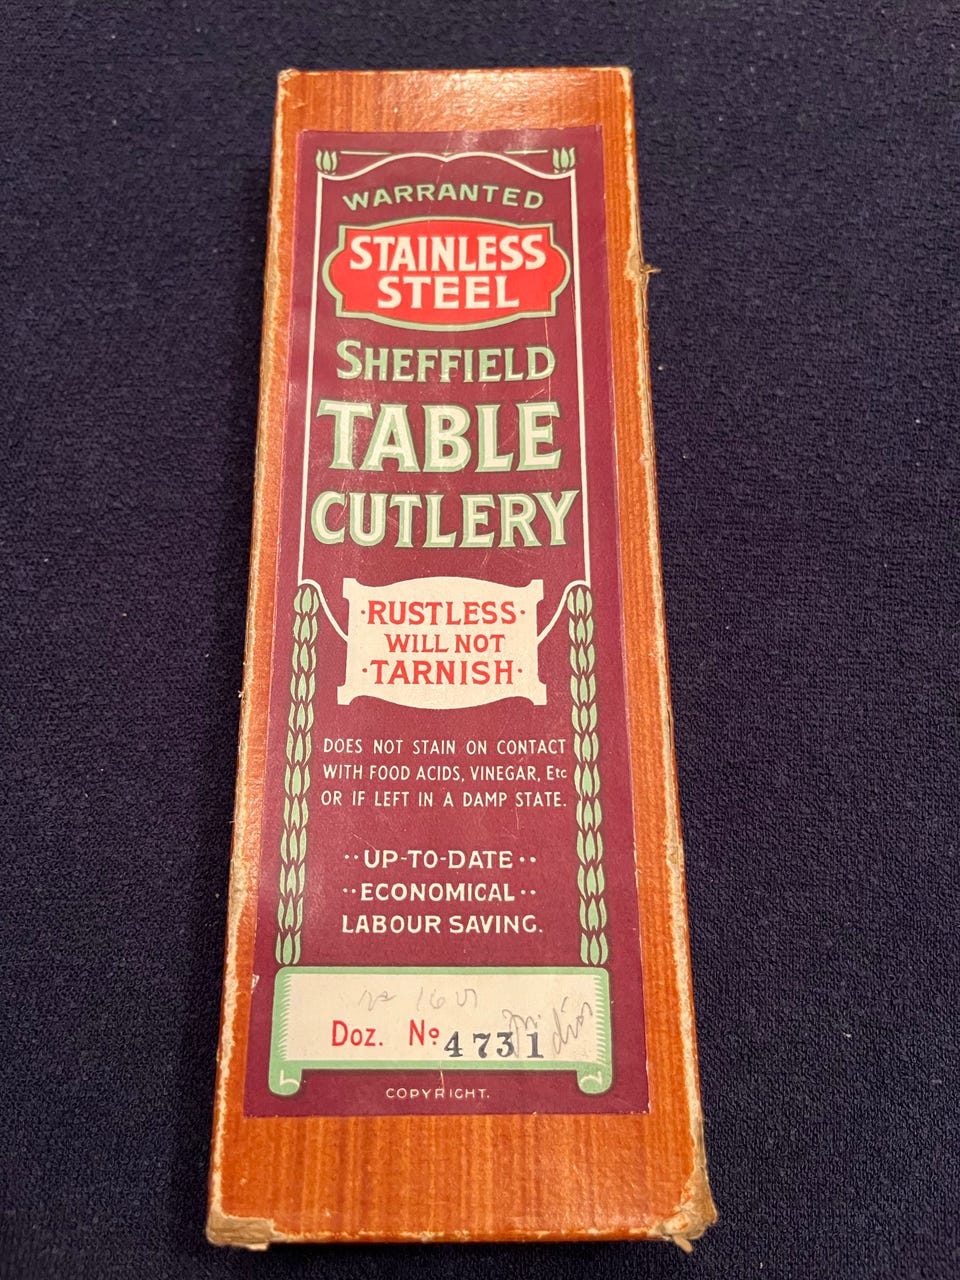 WARRANTED
STAINLESS
STEEL
SHEFFIELD
TABLE
CUTLERY
·RUSTLESS·
WILL NOT
·TARNISH·
DOES NOT STAIN ON CONTACT
WITH FOOD ACIDS, VINEGAR, Etc
OR IF LEFT IN A DAMP STATE.
··UP-TO-DATE··
··ECONOMICAL··
LABOUR SAVING.
Doz. Nº 4731
COPYRIGHT.